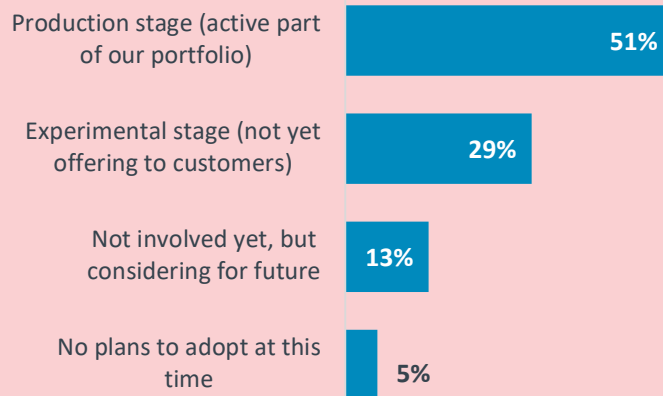 Production stage (active part
of our portfolio)
51%
Experimental stage (not yet
offering to customers)
29%
Not involved yet, but
considering for future
13%
No plans to adopt at this
time
5%